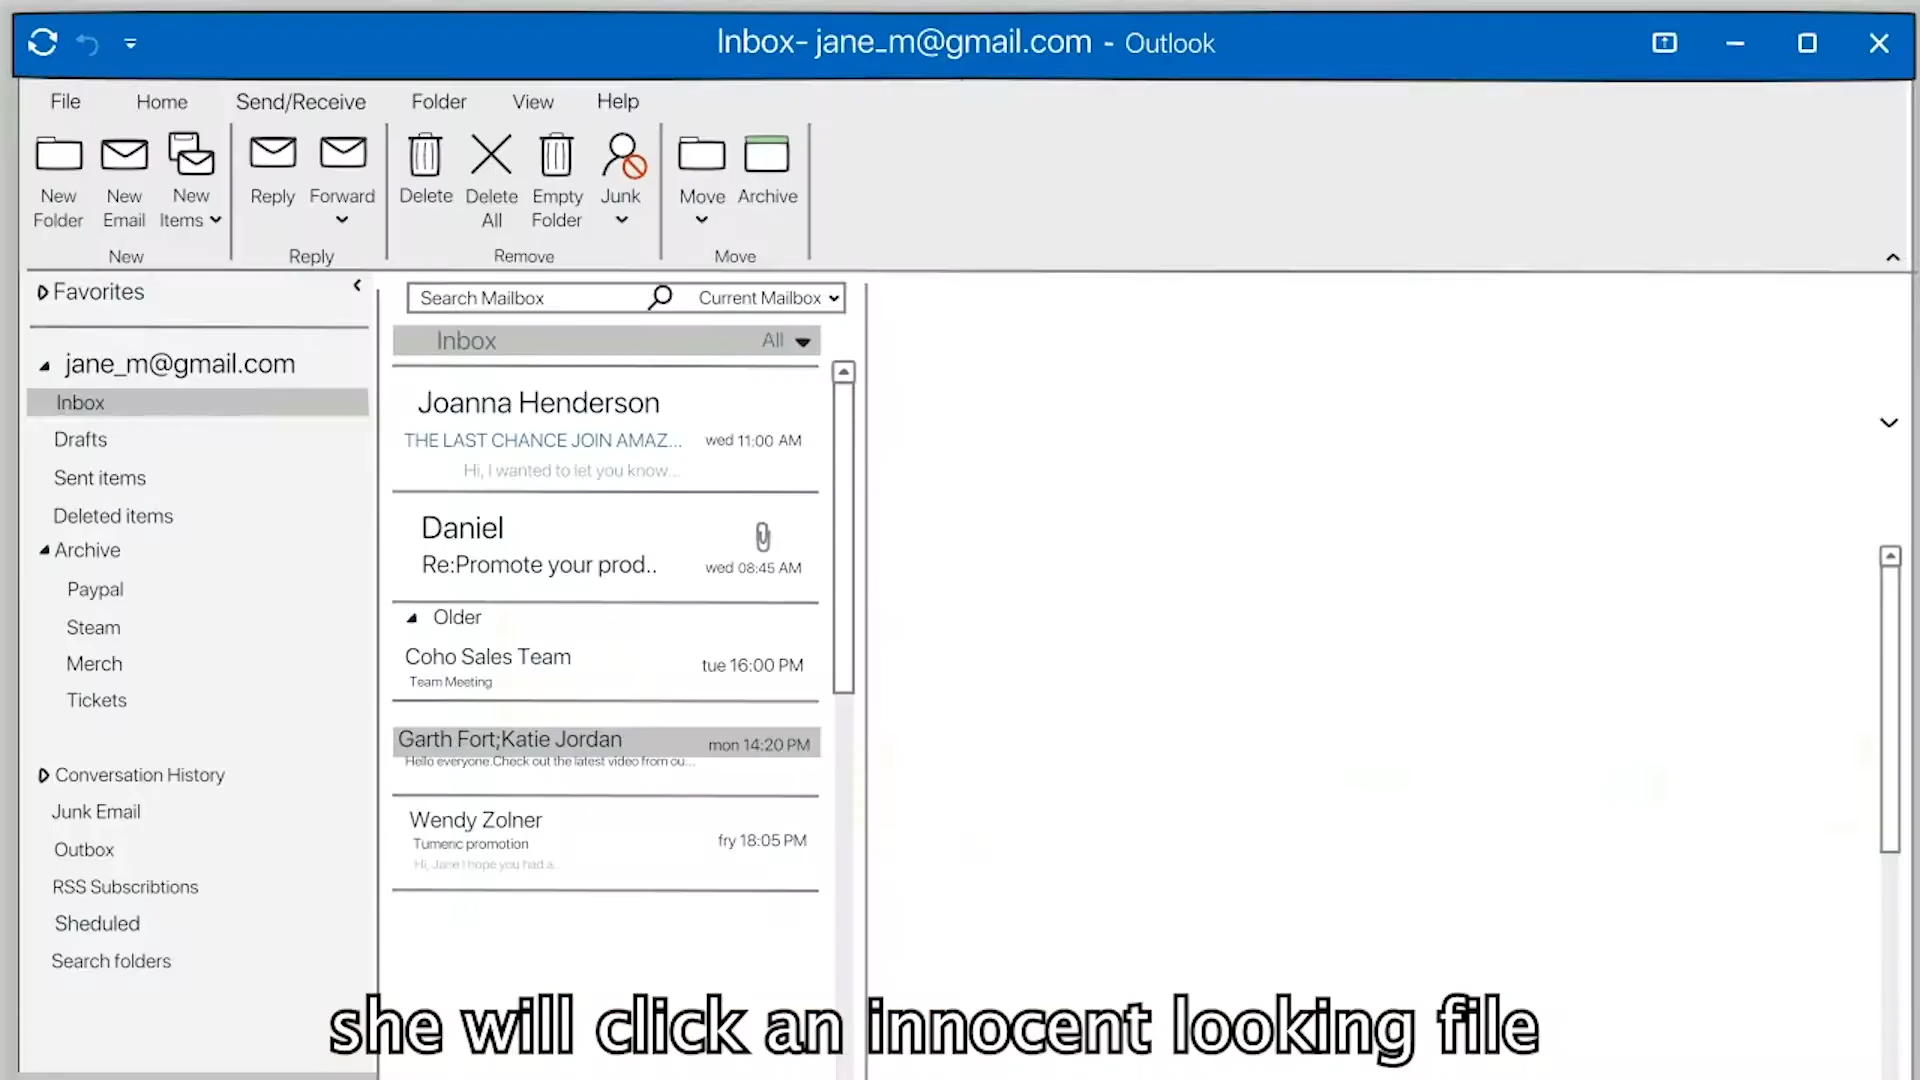 Inbox- jane_m@gmail.com - Outlook
File Home Send/Receive Folder View Help
New Folder New Email New Items Reply Forward Delete Delete All Empty Folder Junk Move Archive
New Reply Remove Move
Favorites
jane_m@gmail.com
Inbox
Drafts
Sent items
Deleted items
Archive
Paypal
Steam
Merch
Tickets
Conversation History
Junk Email
Outbox
RSS Subscribtions
Sheduled
Search folders
Search Mailbox Current Mailbox
Inbox All
Joanna Henderson
THE LAST CHANCE JOIN AMAZ... wed 11:00 AM
Hi, I wanted to let you know...
Daniel
Re:Promote your prod.. wed 08:45 AM
Older
Coho Sales Team tue 16:00 PM
Team Meeting
Garth Fort;Katie Jordan mon 14:20 PM
Hello everyone.Check out the latest video from ou...
Wendy Zolner
Tumeric promotion fry 18:05 PM
Hi, Jane I hope you had a..
she will click an innocent looking file